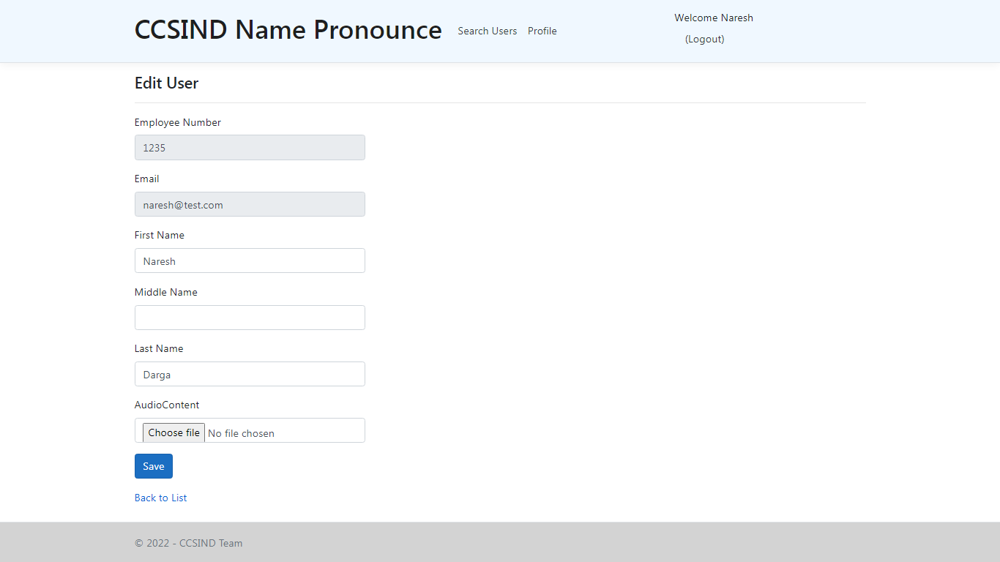 CCSIND Name Pronounce
Search Users
Profile
Welcome Naresh
(Logout)
Edit User
Employee Number
1235
Email
naresh@test.com
First Name
Naresh
Middle Name
Last Name
Darga
AudioContent
Choose file No file chosen
Save
Back to List
© 2022 - CCSIND Team